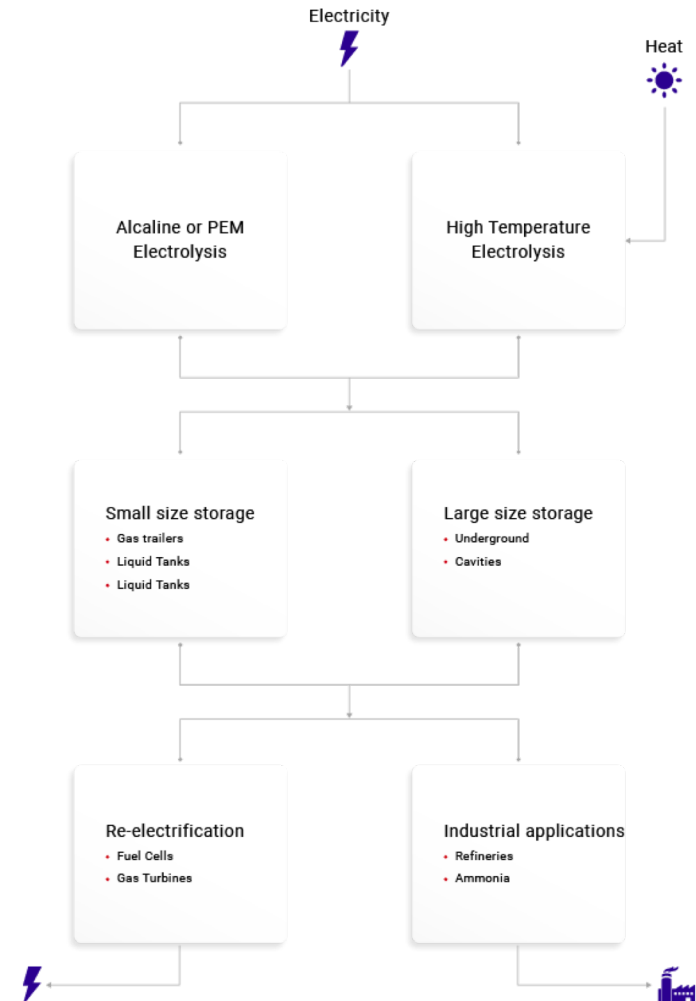 Electricity
Heat
Alcaline or PEM
Electrolysis
High Temperature
Electrolysis
Small size storage
Gas trailers
Liquid Tanks
Liquid Tanks
Large size storage
Underground
Cavities
Re-electrification
Fuel Cells
Gas Turbines
Industrial applications
Refineries
Ammonia